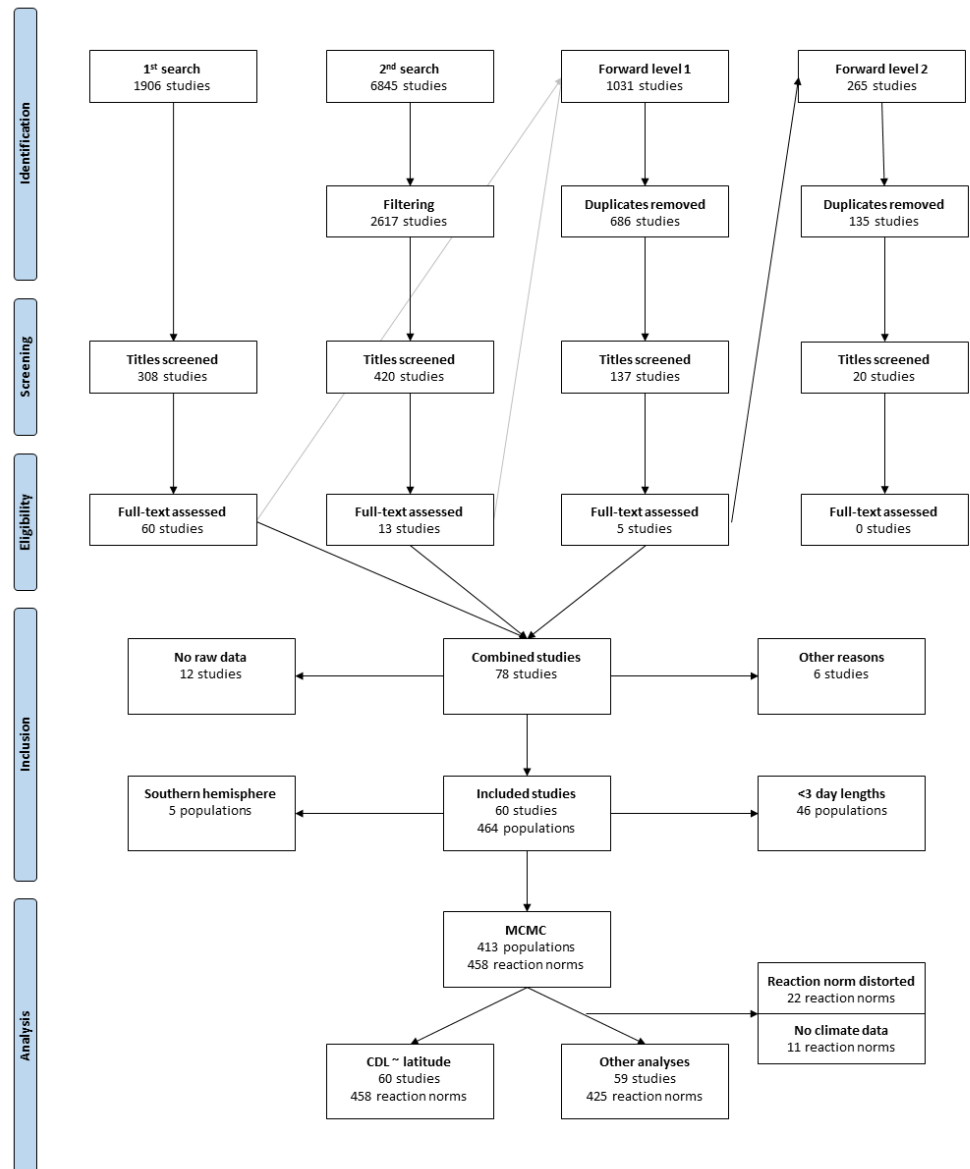 Identification
1st search
1906 studies
2nd search
6845 studies
Forward level 1
1031 studies
Forward level 2
265 studies
Filtering
2617 studies
Duplicates removed
686 studies
Duplicates removed
135 studies
Screening
Titles screened
308 studies
Titles screened
420 studies
Titles screened
137 studies
Titles screened
20 studies
Eligibility
Full-text assessed
60 studies
Full-text assessed
13 studies
Full-text assessed
5 studies
Full-text assessed
0 studies
Inclusion
No raw data
12 studies
Combined studies
78 studies
Other reasons
6 studies
Southern hemisphere
5 populations
Included studies
60 studies
464 populations
<3 day lengths
46 populations
Analysis
MCMC
413 populations
458 reaction norms
Reaction norm distorted
22 reaction norms
No climate data
11 reaction norms
CDL ~ latitude
60 studies
458 reaction norms
Other analyses
59 studies
425 reaction norms